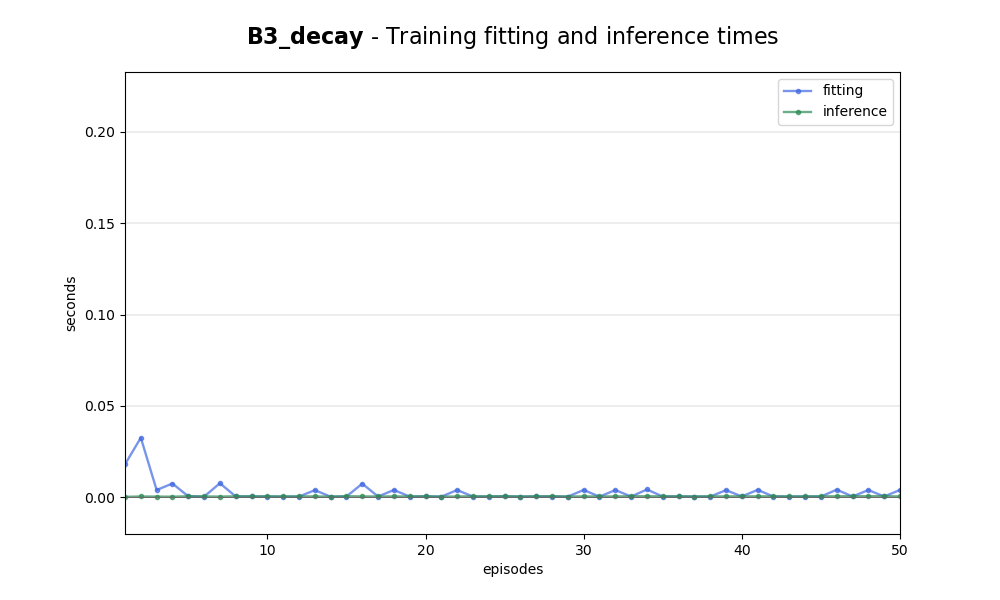 B3_decay - Training fitting and inference times
fitting
inference
0.20
0.15
0.10
0.05
0.00
seconds
10 20 30 40 50
episodes